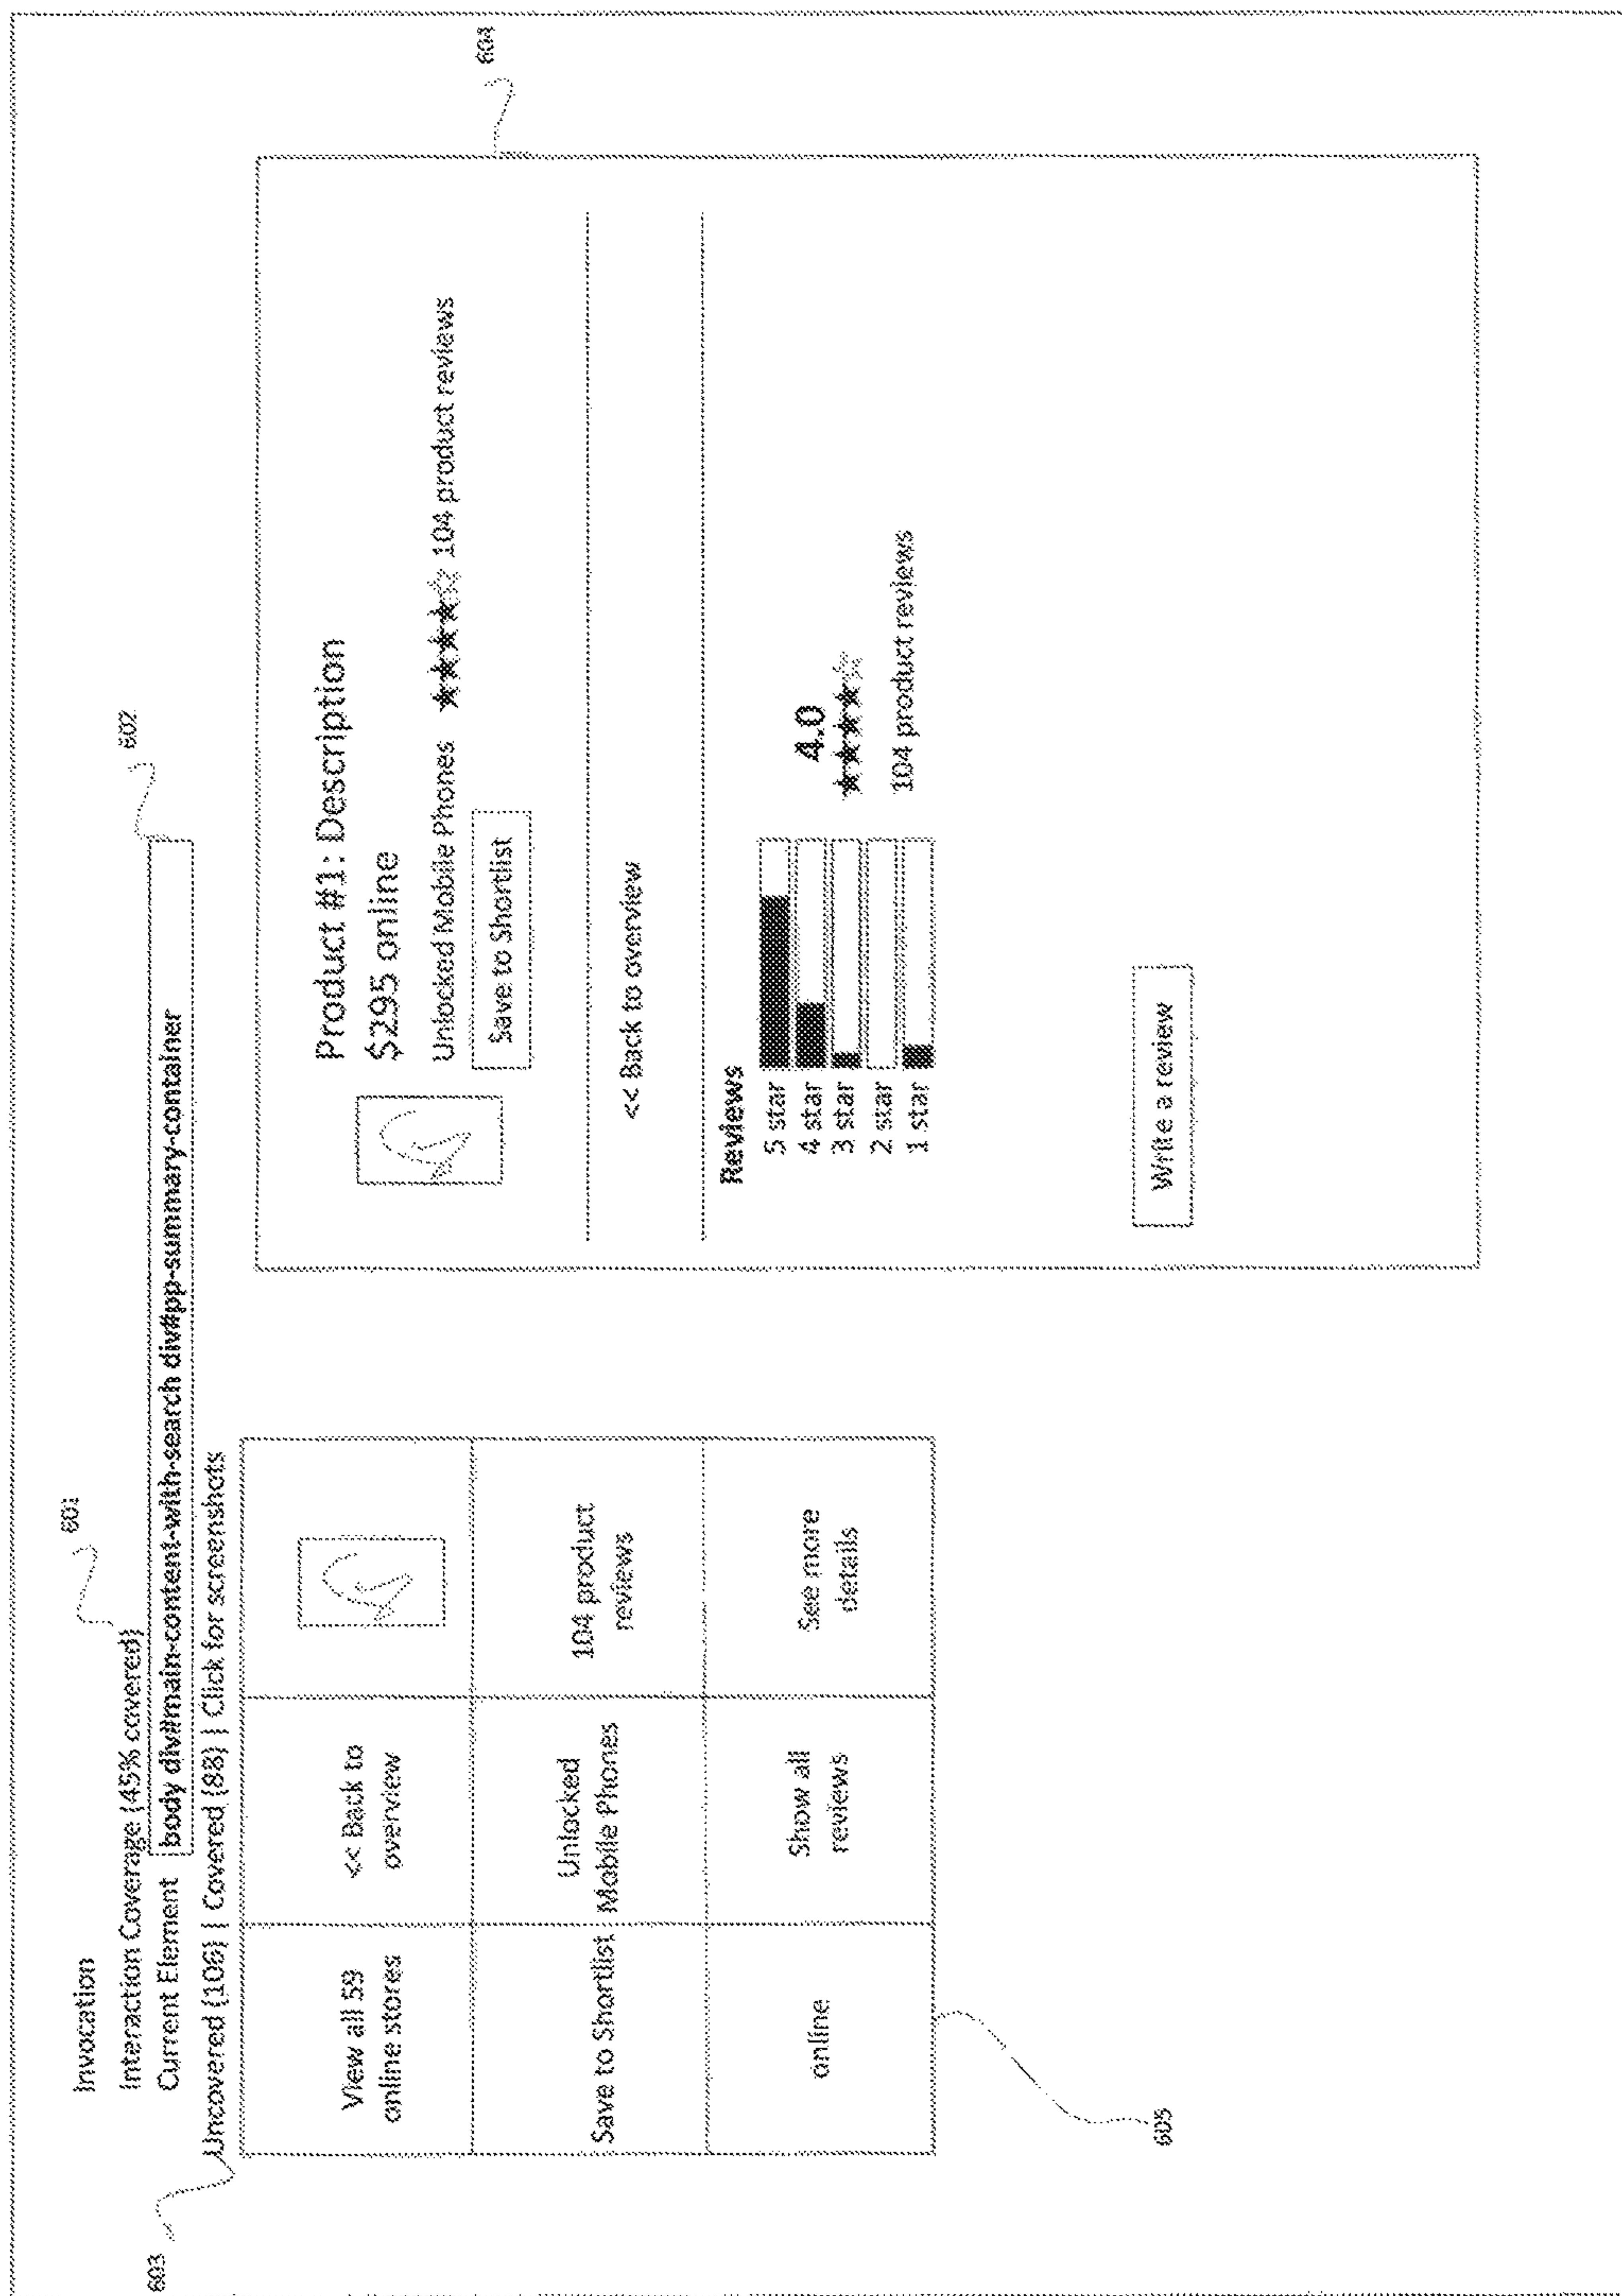 601
602
Invocation
Interaction Coverage (45% covered)
Current Element body div#main-content-with-search div#pp-summary-container
603
Uncovered (106) | Covered (88) | Click for screenshots
View all 59
online stores
<< Back to
overview
Save to Shortlist
Unlocked
Mobile Phones
104 product
reviews
online
Show all
reviews
See more
details
605
604
Product #1: Description
$295 online
Unlocked Mobile Phones ★★★★☆ 104 product reviews
Save to Shortlist
<< Back to overview
Reviews
5 star
4 star
3 star
2 star
1 star
4.0
★★★★☆
104 product reviews
Write a review